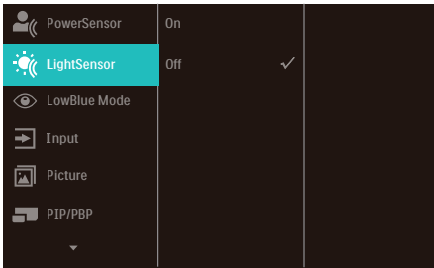 PowerSensor
On
LightSensor
Off
LowBlue Mode
Input
Picture
PIP/PBP